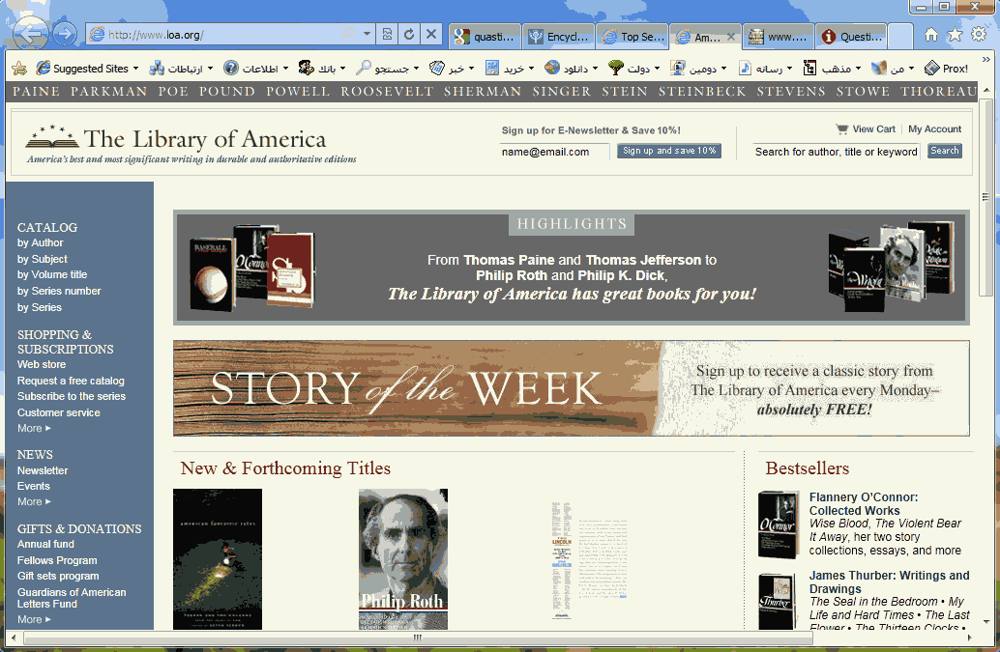 http://www.loa.org/
quasti...
Encycl...
Top Se...
Am...
www....
Questi...
Suggested Sites
ارتباطات
اطلاعات
بانك
جستجو
خبر
خرید
دانلود
دولت
دومین
رسانه
مذهب
من
Prox!
PAINE PARKMAN POE POUND POWELL ROOSEVELT SHERMAN SINGER STEIN STEINBECK STEVENS STOWE THOREAU
The Library of America
America's best and most significant writing in durable and authoritative editions
Sign up for E-Newsletter & Save 10%!
name@email.com
Sign up and save 10%
View Cart | My Account
Search for author, title or keyword
Search
CATALOG
by Author
by Subject
by Volume title
by Series number
by Series
SHOPPING &
SUBSCRIPTIONS
Web store
Request a free catalog
Subscribe to the series
Customer service
More
NEWS
Newsletter
Events
More
GIFTS & DONATIONS
Annual fund
Fellows Program
Gift sets program
Guardians of American
Letters Fund
More
HIGHLIGHTS
BASEBALL
O'Connor
From Thomas Paine and Thomas Jefferson to
Philip Roth and Philip K. Dick,
The Library of America has great books for you!
Wright
STORY of the WEEK
Sign up to receive a classic story from
The Library of America every Monday–
absolutely FREE!
New & Forthcoming Titles
american fantastic tales
Philip Roth
LINCOLN
Bestsellers
O'Connor
Flannery O'Connor:
Collected Works
Wise Blood, The Violent Bear
It Away, her two story
collections, essays, and more
Thurber
James Thurber: Writings and
Drawings
The Seal in the Bedroom • My
Life and Hard Times • The Last
Flower • The Thirteen Clocks •